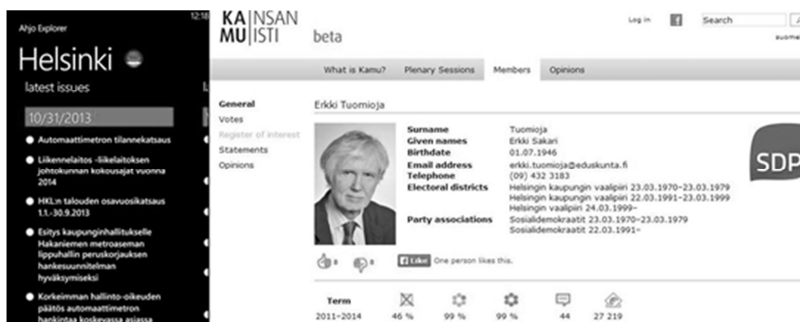 12:18
Ahjo Explorer
Helsinki
latest issues
10/31/2013
Automaattimetron tilannekatsaus
Liikennelaitos -liikelaitoksen
johtokunnan kokousajat vuonna
2014
HKL:n talouden osavuosikatsaus
1.1.-30.9.2013
Esitys kaupunginhallitukselle
Hakaniemen metroaseman
lippuhallin peruskorjauksen
hankesuunnitelman
hyväksymiseksi
Korkeimman hallinto-oikeuden
päätös automaattimetron
hankintaa koskevassa asiassa
KA|NSAN
MU|ISTI
beta
Log in
Search
suome
What is Kamu? Plenary Sessions Members Opinions
General
Votes
Register of interest
Statements
Opinions
Erkki Tuomioja
Surname Tuomioja
Given names Erkki Sakari
Birthdate 01.07.1946
Email address erkki.tuomioja@eduskunta.fi
Telephone (09) 432 3183
Electoral districts Helsingin kaupungin vaalipiiri 23.03.1970–23.03.1979
Helsingin kaupungin vaalipiiri 22.03.1991–23.03.1999
Helsingin vaalipiiri 24.03.1999–
Party associations Sosialidemokraatit 23.03.1970–23.03.1979
Sosialidemokraatit 22.03.1991–
SDP
8 8 Like One person likes this.
Term
2011–2014 46 % 99 % 99 % 44 27 219